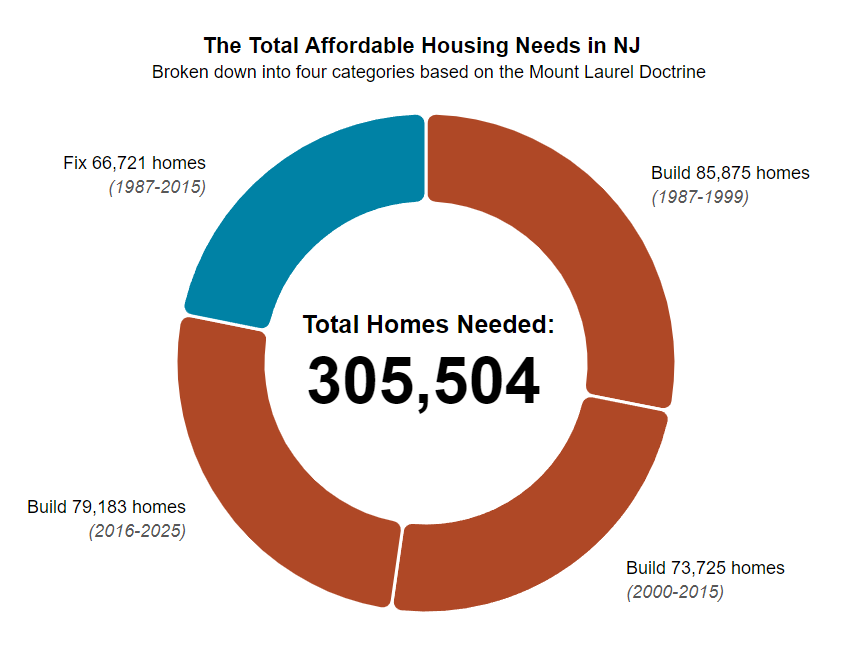 The Total Affordable Housing Needs in NJ
Broken down into four categories based on the Mount Laurel Doctrine
Fix 66,721 homes
(1987-2015)
Build 85,875 homes
(1987-1999)
Total Homes Needed:
305,504
Build 79,183 homes
(2016-2025)
Build 73,725 homes
(2000-2015)